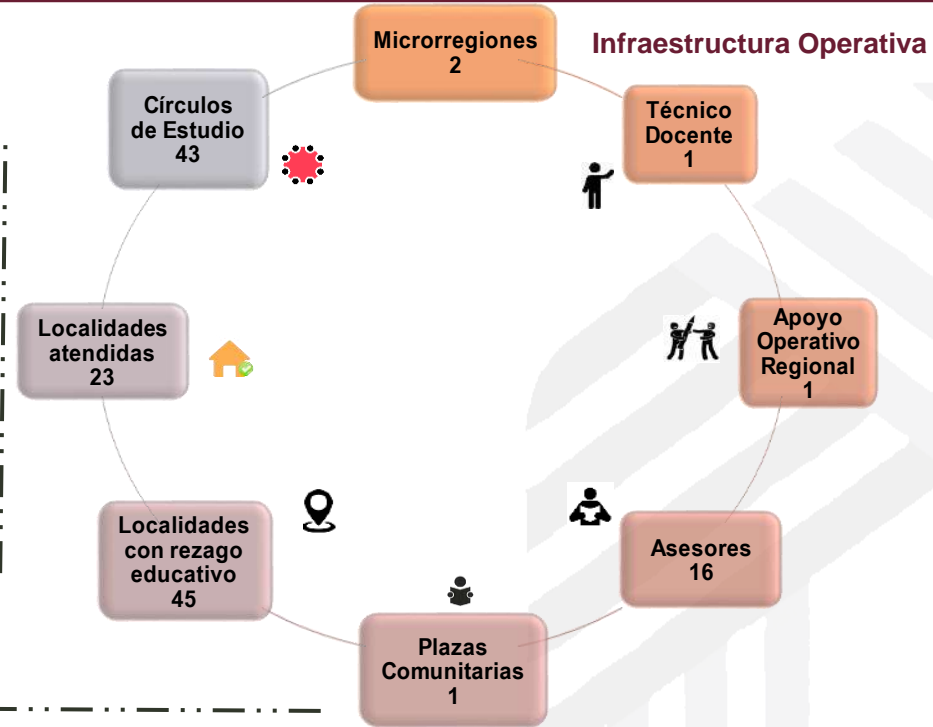 Infraestructura Operativa
Microrregiones
2
Técnico
Docente
1
Apoyo
Operativo
Regional
1
Asesores
16
Plazas
Comunitarias
1
Localidades
con rezago
educativo
45
Localidades
atendidas
23
Círculos
de Estudio
43